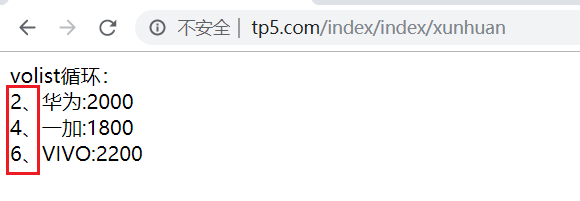 不安全 | tp5.com/index/index/xunhuan
volist循环：
2、华为:2000
4、一加:1800
6、VIVO:2200